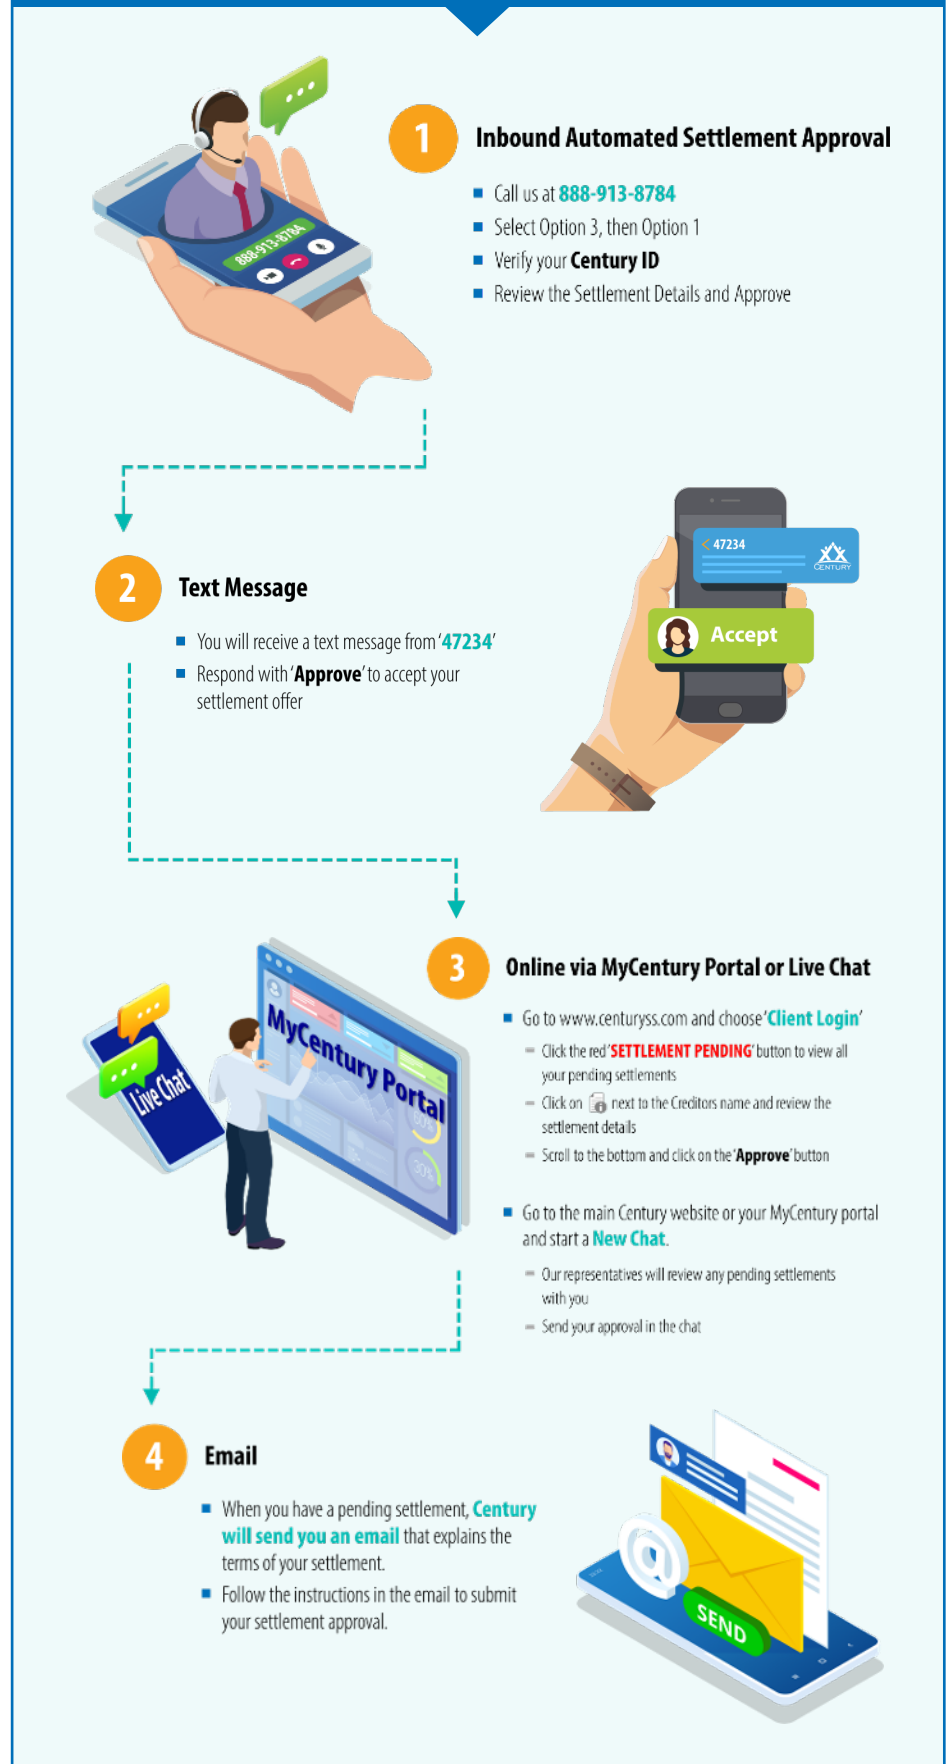 1
Inbound Automated Settlement Approval
Call us at 888-913-8784
Select Option 3, then Option 1
Verify your Century ID
Review the Settlement Details and Approve
888-913-8784
2
Text Message
You will receive a text message from ‘47234’
Respond with ‘Approve’ to accept your
settlement offer
< 47234
CENTURY
Accept
3
Online via MyCentury Portal or Live Chat
Go to www.centuryss.com and choose ‘Client Login’
Click the red ‘SETTLEMENT PENDING’ button to view all
your pending settlements
Click on next to the Creditors name and review the
settlement details
Scroll to the bottom and click on the ‘Approve’ button
Go to the main Century website or your MyCentury portal
and start a New Chat.
Our representatives will review any pending settlements
with you
Send your approval in the chat
Live Chat
MyCentury Portal
30%
4
Email
When you have a pending settlement, Century
will send you an email that explains the
terms of your settlement.
Follow the instructions in the email to submit
your settlement approval.
@
SEND